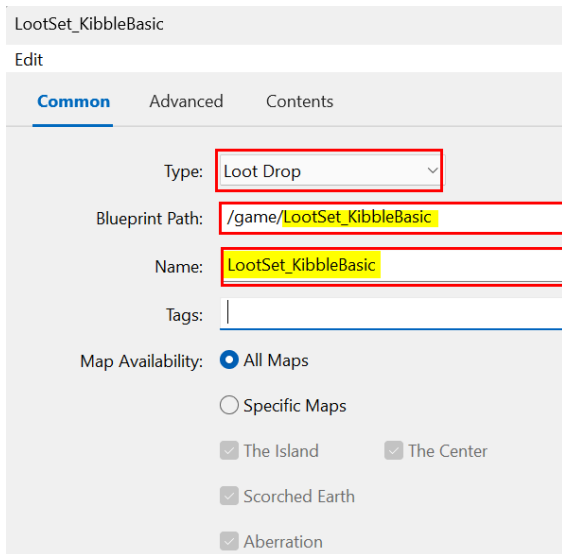 LootSet_KibbleBasic
Edit
Common Advanced Contents
Type: Loot Drop
Blueprint Path: /game/LootSet_KibbleBasic
Name: LootSet_KibbleBasic
Tags:
Map Availability: All Maps
Specific Maps
The Island The Center
Scorched Earth
Aberration